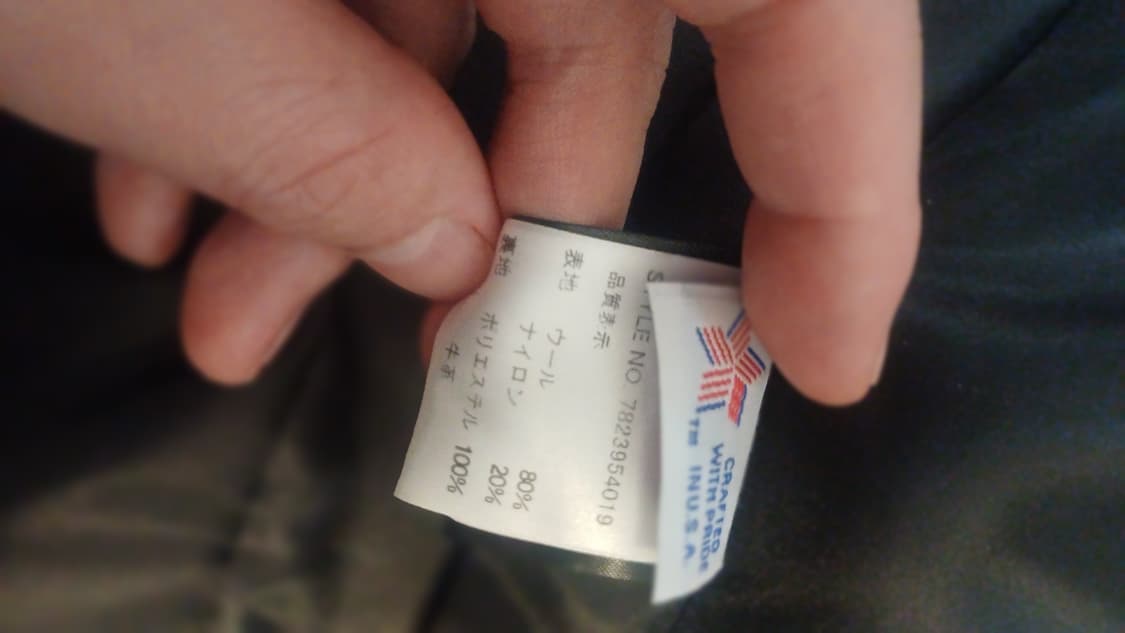 STYLE NO 7823954019
品質表示
表地 ウール 80%
ナイロン 20%
裏地 ポリエステル 100%
牛革
CRAFTED
WITH PRIDE
™ IN U.S.A.